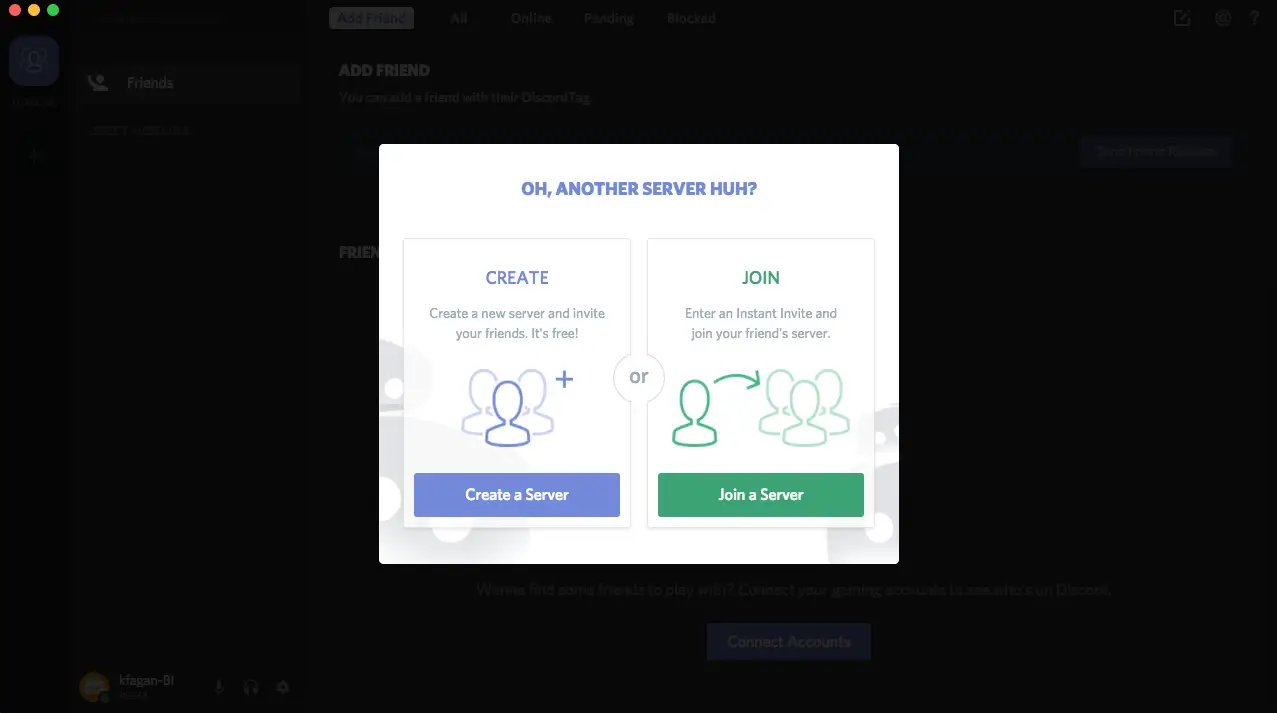 Add Friend All Online Pending Blocked
ADD FRIEND
Friends
You can add a friend with their DiscordTag.
Send Friend Request
OH, ANOTHER SERVER HUH?
FRIEN
CREATE
Create a new server and invite
your friends. It's free!
Create a Server
or
JOIN
Enter an Instant Invite and
join your friend's server.
Join a Server
Wanna find some friends to play with? Connect your gaming accounts to see who's on Discord.
Connect Accounts
kfagan-BI